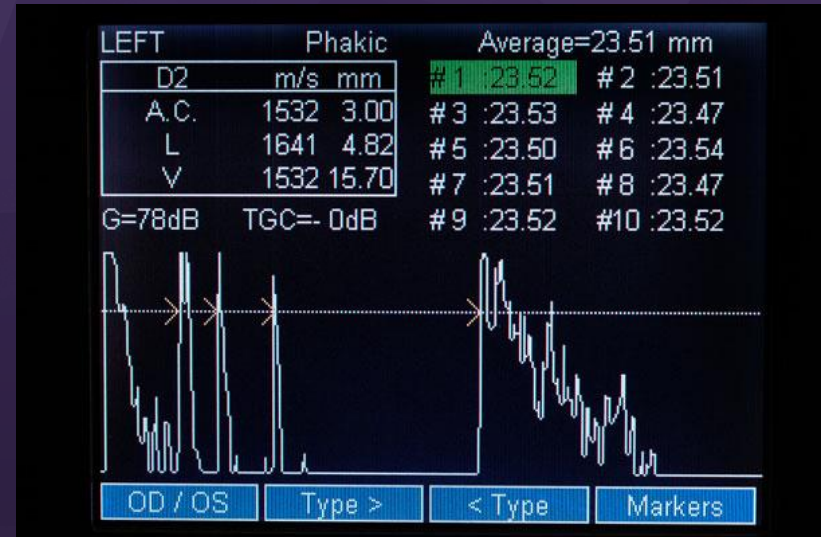 LEFT Phakic Average=23.51 mm
D2 m/s mm #1 :23.52 #2 :23.51
A.C. 1532 3.00 #3 :23.53 #4 :23.47
L 1641 4.82 #5 :23.50 #6 :23.54
V 1532 15.70 #7 :23.51 #8 :23.47
G=78dB TGC=- 0dB #9 :23.52 #10 :23.52
OD / OS Type > < Type Markers